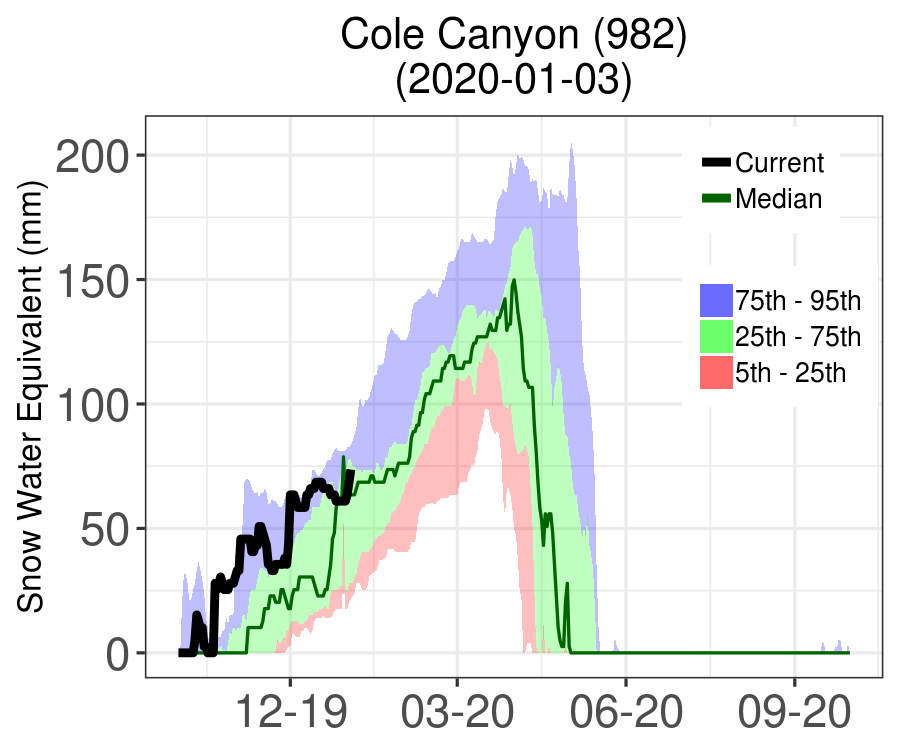 Cole Canyon (982)
(2020-01-03)
Snow Water Equivalent (mm)
200
150
100
50
0
12-19
03-20
06-20
09-20
Current
Median
75th - 95th
25th - 75th
5th - 25th